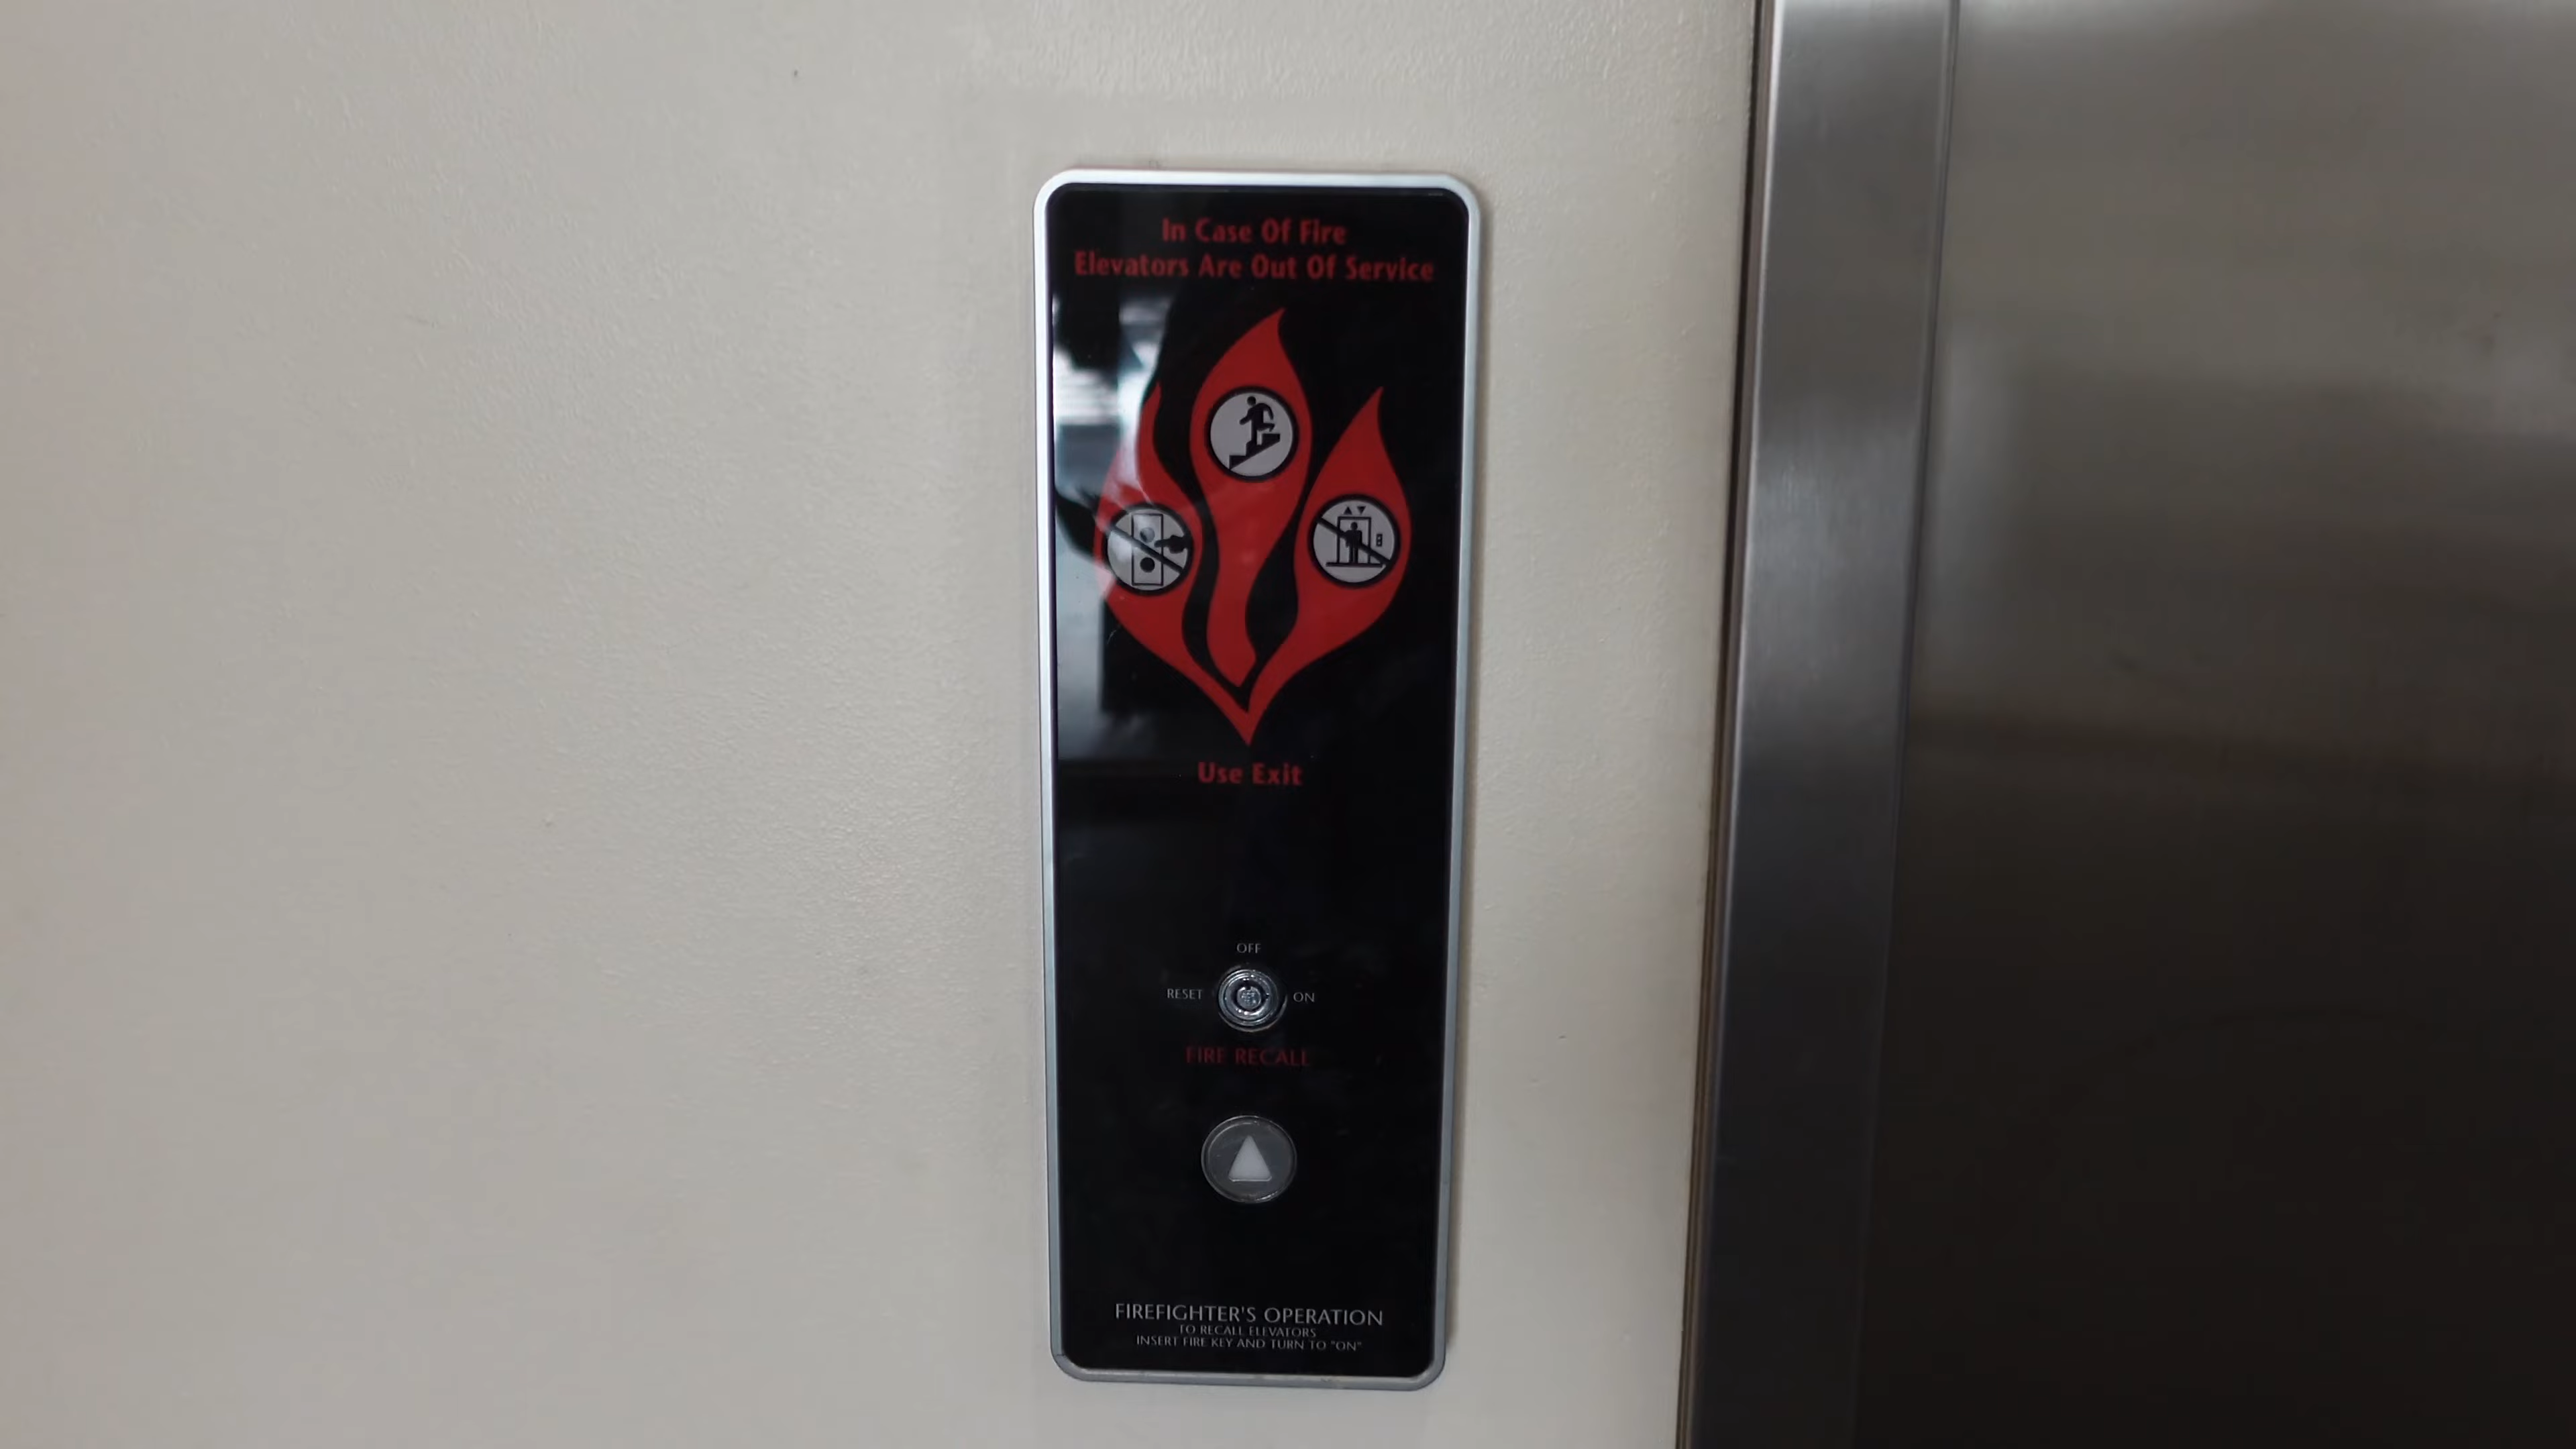 In Case Of Fire
Elevators Are Out Of Service
Use Exit
OFF
RESET ON
FIRE RECALL
FIREFIGHTER'S OPERATION
TO RECALL ELEVATORS
INSERT FIRE KEY AND TURN TO "ON"